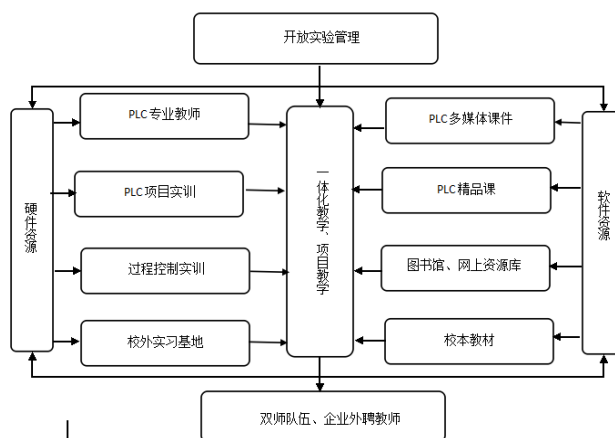 开放实验管理
PLC专业教师
PLC多媒体课件
PLC项目实训
PLC精品课
硬件资源
一体化教学、项目教学
软件资源
过程控制实训
图书馆、网上资源库
校外实习基地
校本教材
双师队伍、企业外聘教师